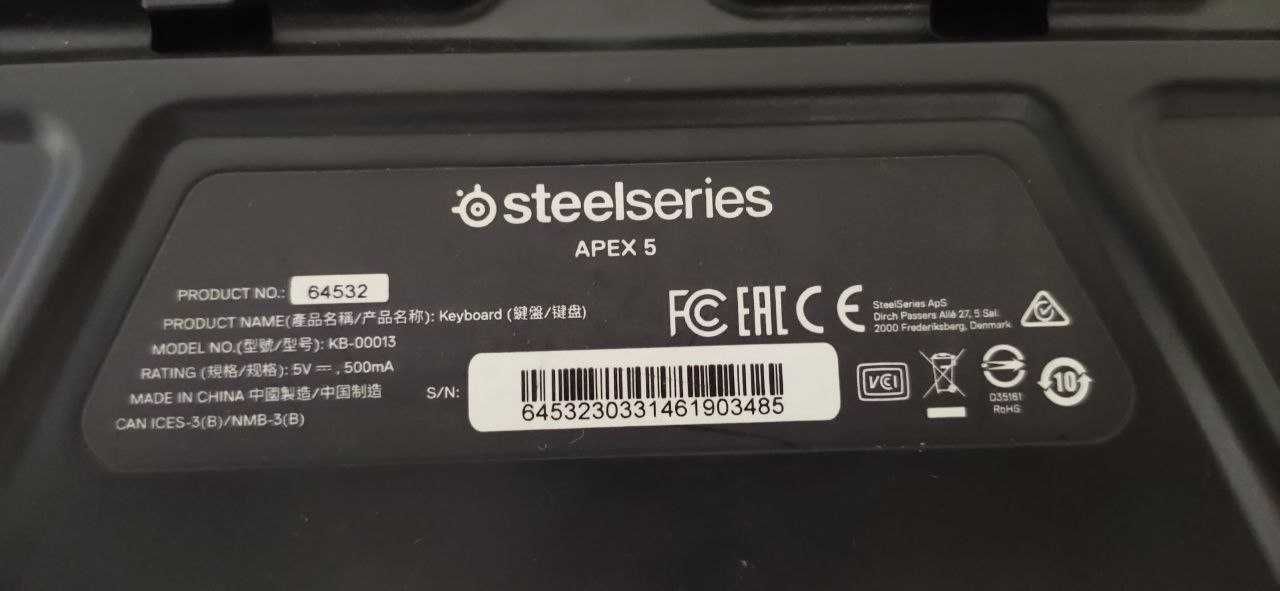 steelseries
APEX 5
PRODUCT NO.: 64532
PRODUCT NAME(產品名稱/产品名称): Keyboard (鍵盤/键盘)
MODEL NO.(型號/型号): KB-00013
RATING (規格/规格): 5V ⎓, 500mA
MADE IN CHINA 中國製造/中国制造
CAN ICES-3(B)/NMB-3(B)
S/N:
6453230331461903485
FC EAC CE
SteelSeries ApS
Dirch Passers Allé 27, 5 Sal
2000 Frederiksberg, Denmark
VCI
D35161
RoHS
10